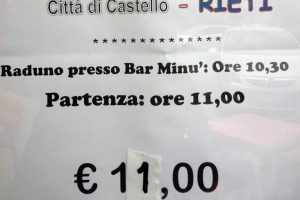 Città di Castello - RIETI
* * * * * * * * * * * * * *
Raduno presso Bar Minu': Ore 10,30
Partenza: ore 11,00
€ 11,00